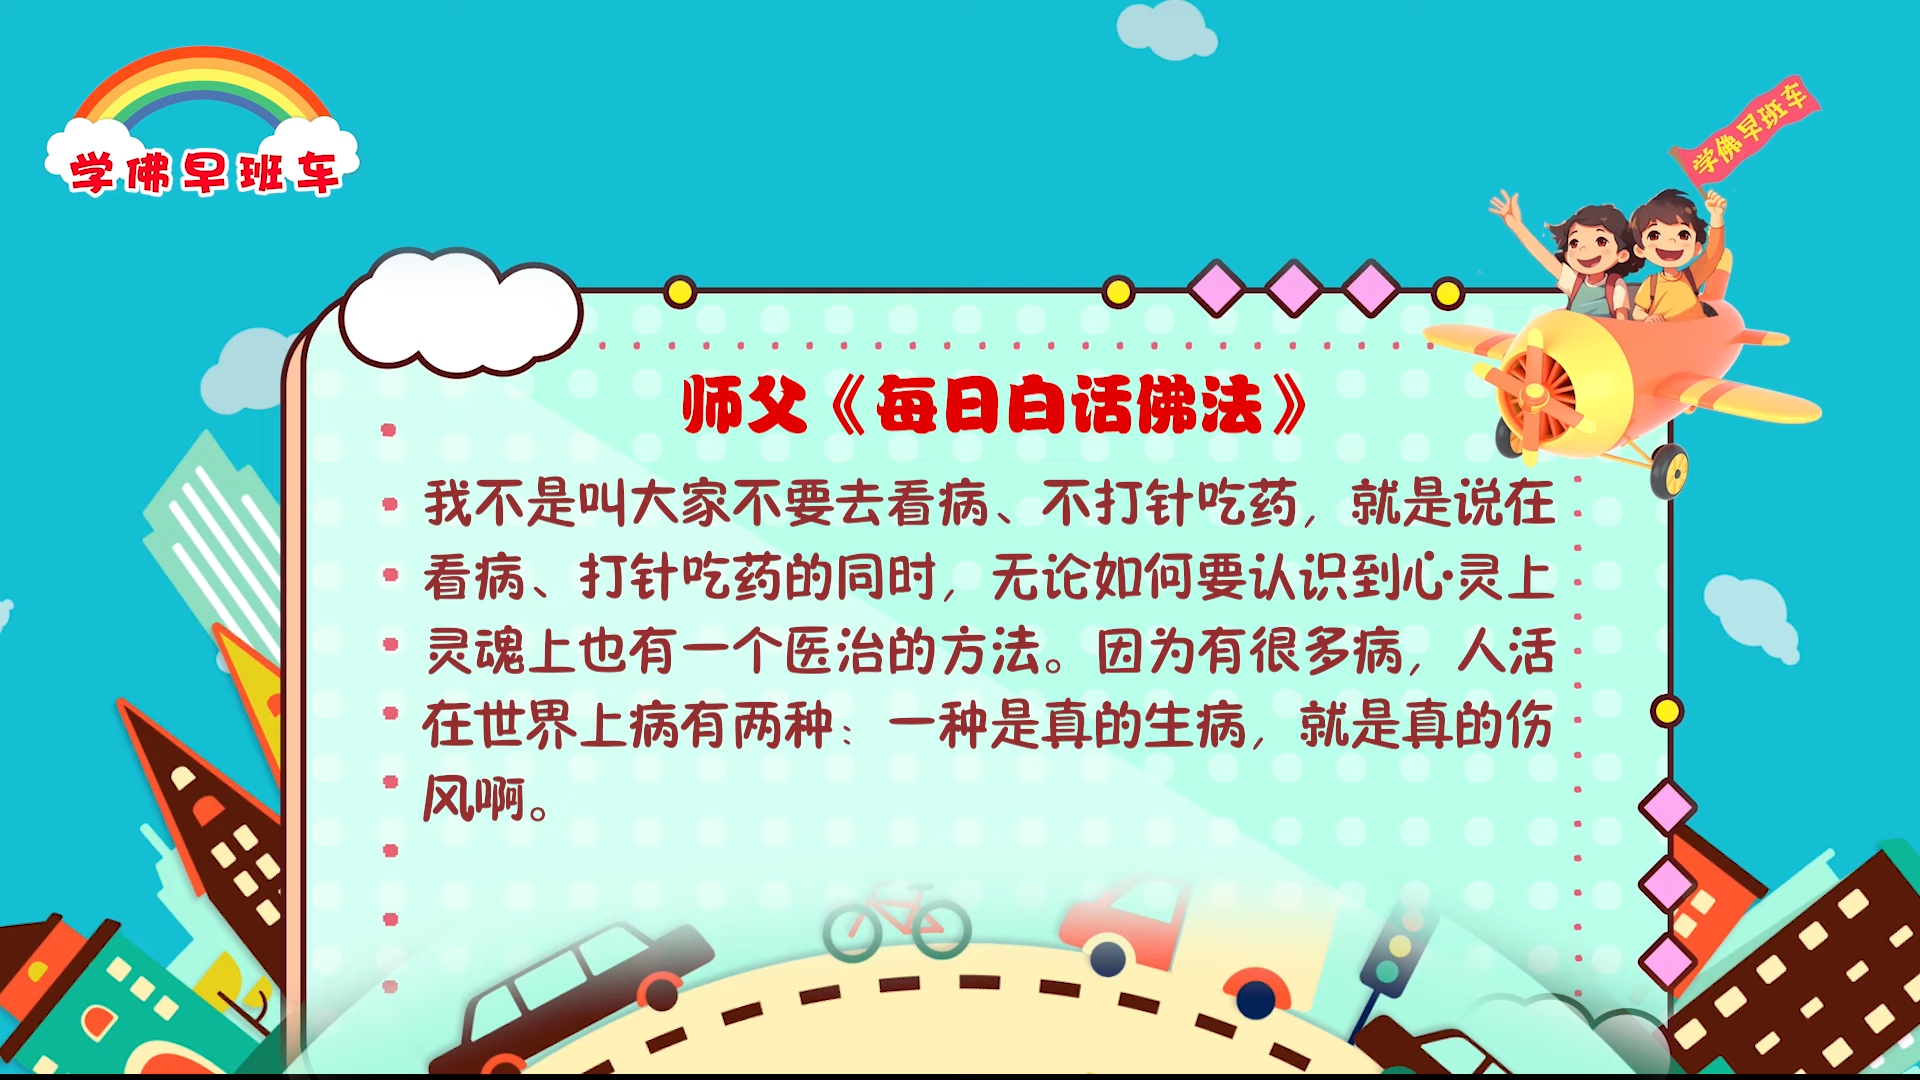 学佛早班车
学佛早班车
师父《每日白话佛法》
我不是叫大家不要去看病、不打针吃药，就是说在
看病、打针吃药的同时，无论如何要认识到心灵上
灵魂上也有一个医治的方法。因为有很多病，人活
在世界上病有两种：一种是真的生病，就是真的伤
风啊。